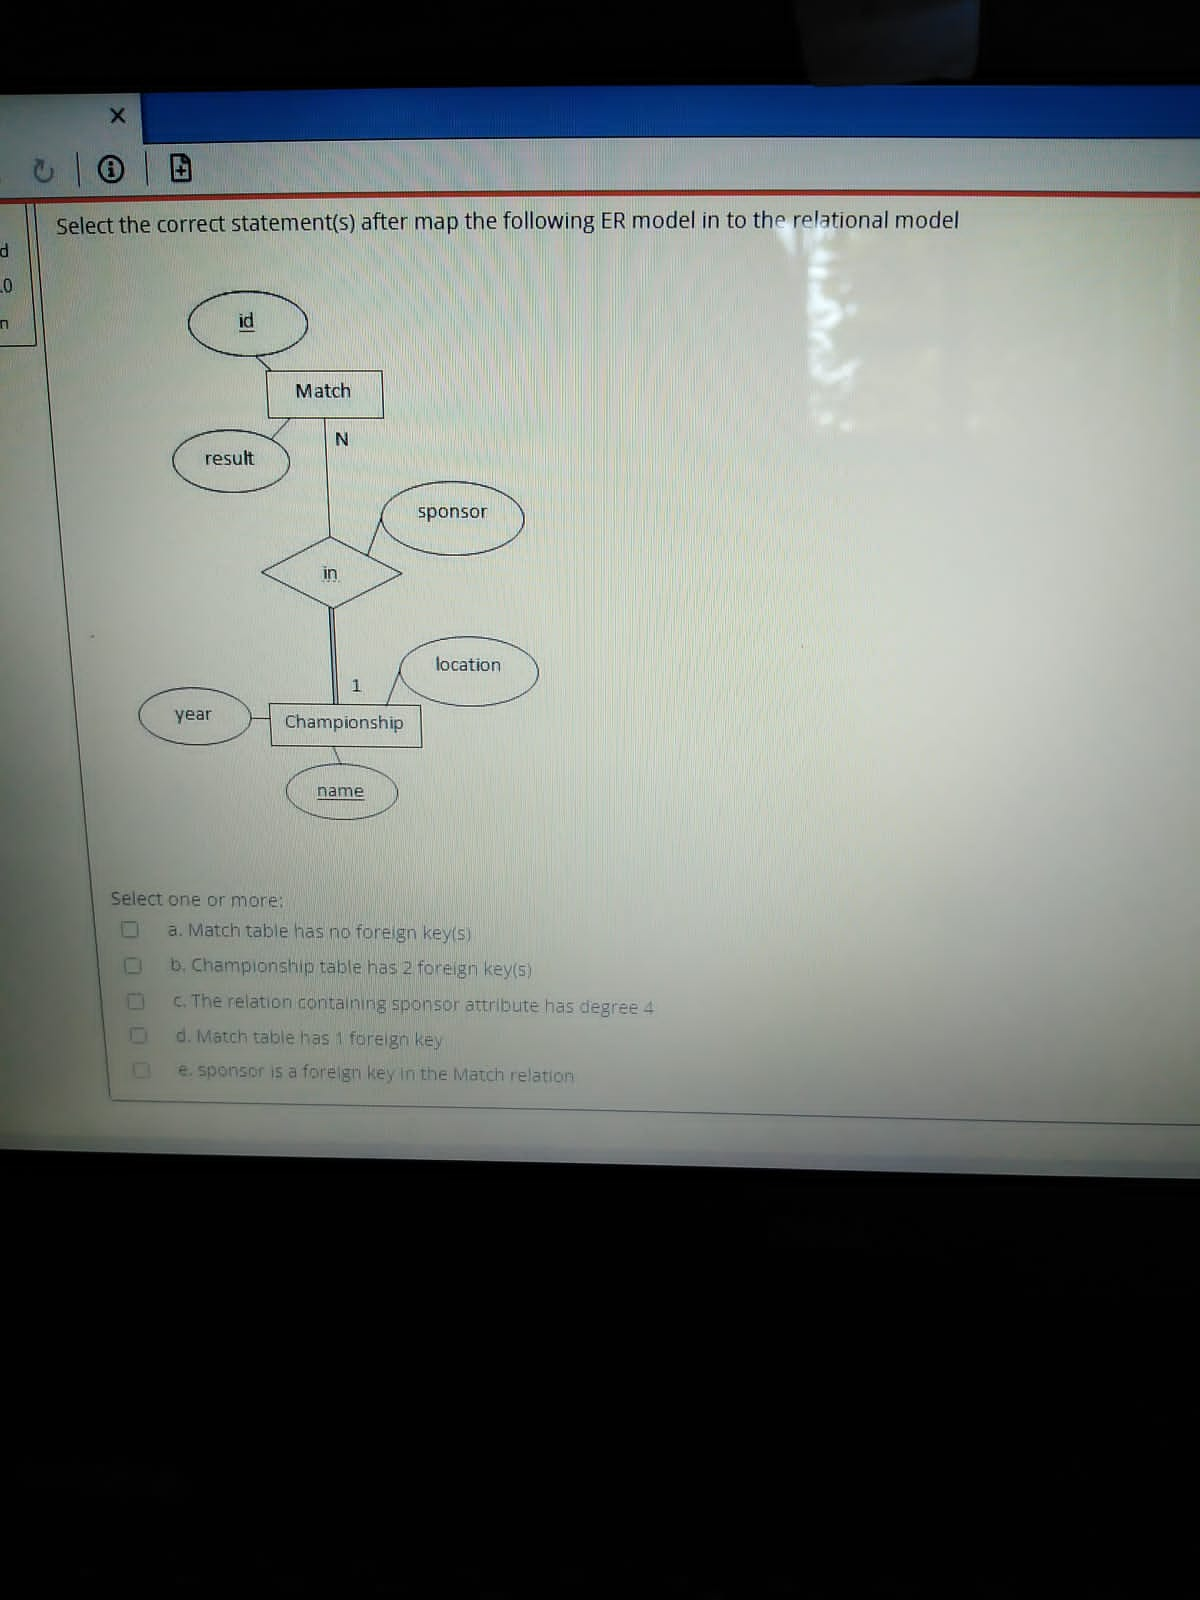 d
.0
n
Select the correct statement(s) after map the following ER model in to the relational model
id
Match
N
result
sponsor
in
location
1
year
Championship
name
Select one or more:
a. Match table has no foreign key(s)
b. Championship table has 2 foreign key(s)
c. The relation containing sponsor attribute has degree 4
d. Match table has 1 foreign key
e. sponsor is a foreign key in the Match relation